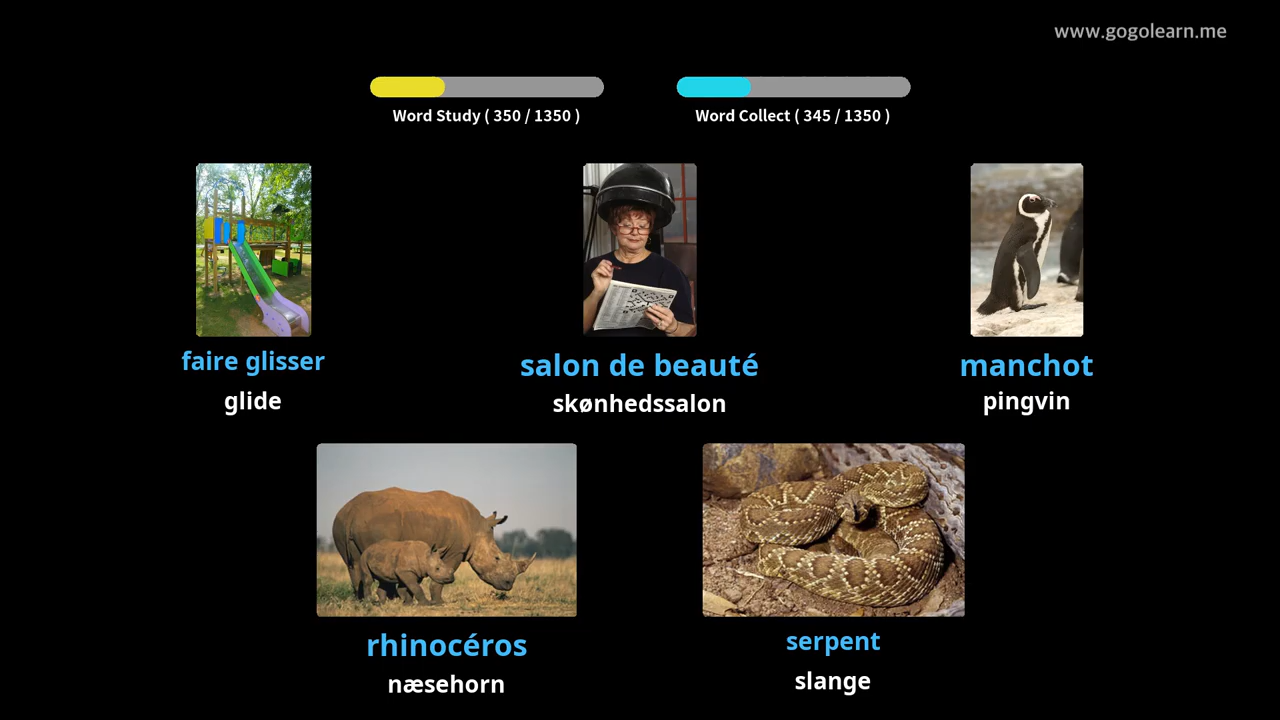 www.gogolearn.me
Word Study ( 350 / 1350 )
Word Collect ( 345 / 1350 )
faire glisser
glide
salon de beauté
skønhedssalon
manchot
pingvin
rhinocéros
næsehorn
serpent
slange